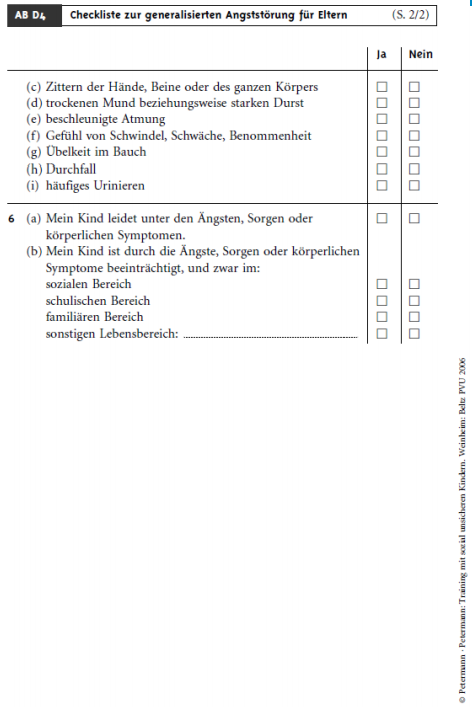 AB D4 Checkliste zur generalisierten Angststörung für Eltern (S. 2/2)
Ja Nein
(c) Zittern der Hände, Beine oder des ganzen Körpers
(d) trockenen Mund beziehungsweise starken Durst
(e) beschleunigte Atmung
(f) Gefühl von Schwindel, Schwäche, Benommenheit
(g) Übelkeit im Bauch
(h) Durchfall
(i) häufiges Urinieren
6 (a) Mein Kind leidet unter den Ängsten, Sorgen oder
körperlichen Symptomen.
(b) Mein Kind ist durch die Ängste, Sorgen oder körperlichen
Symptome beeinträchtigt, und zwar im:
sozialen Bereich
schulischen Bereich
familiären Bereich
sonstigen Lebensbereich:
© Petermann · Petermann: Training mit sozial unsicheren Kindern. Weinheim: Beltz PVU 2006